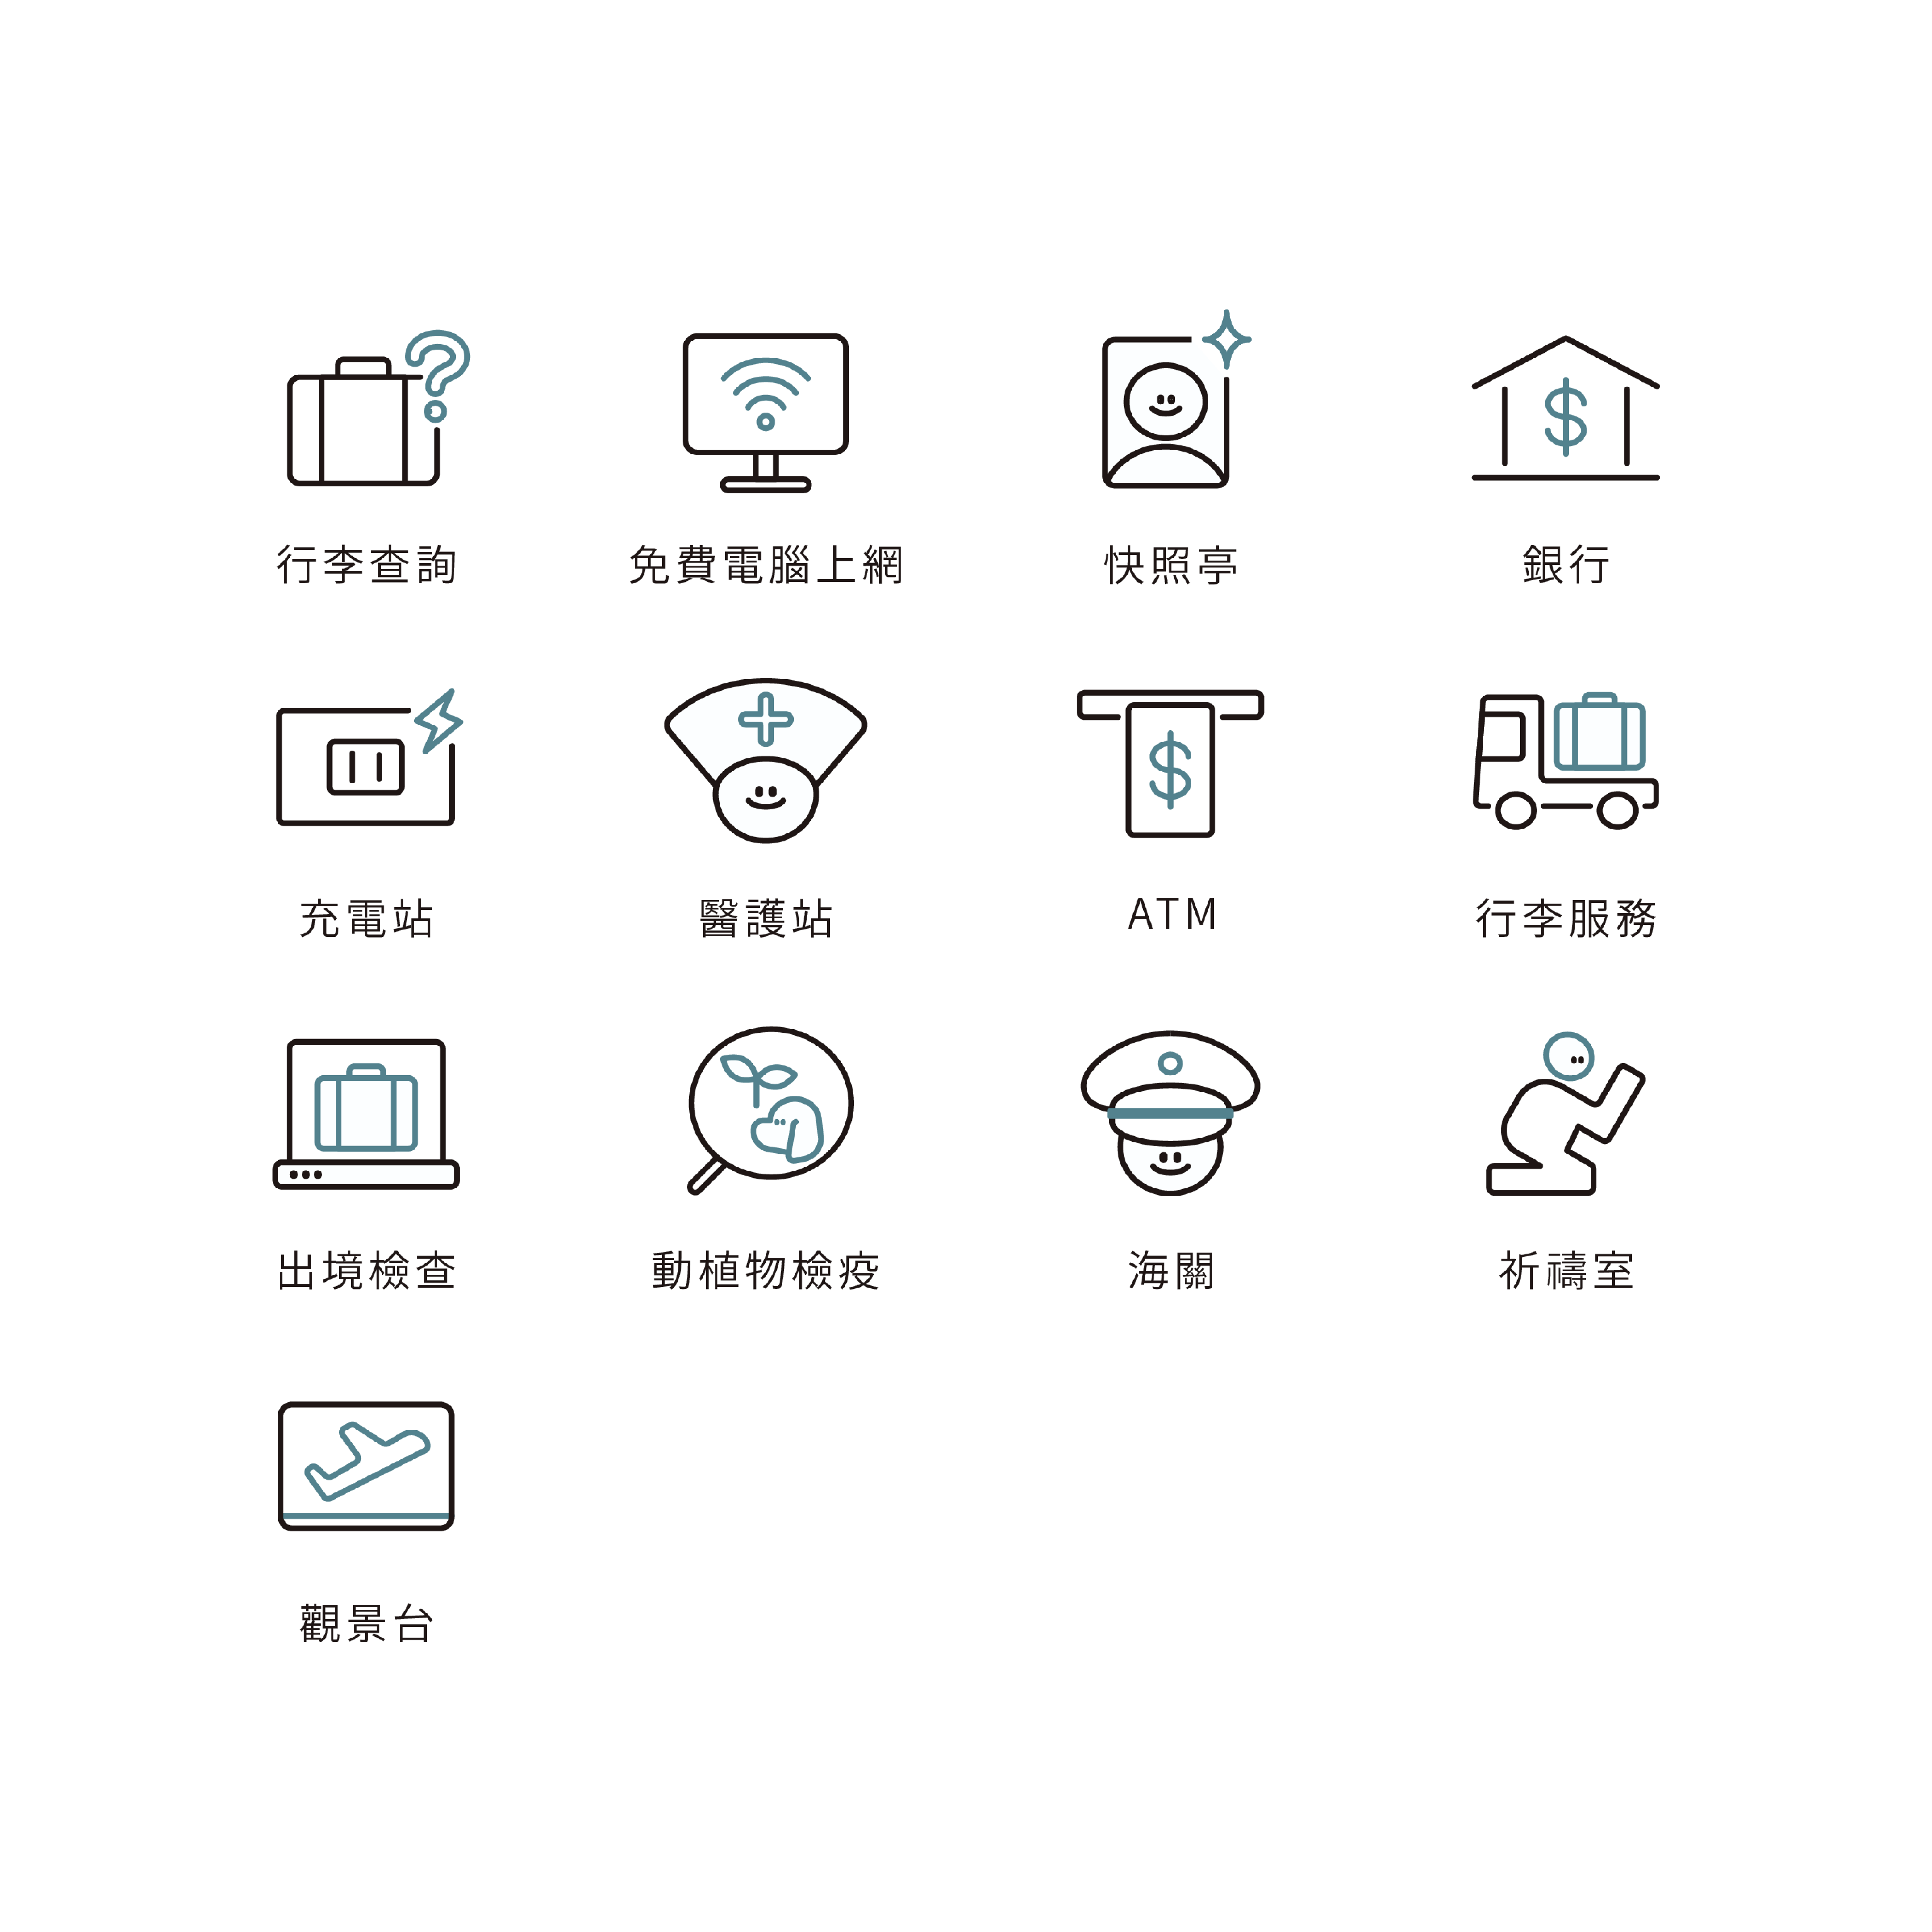 行李查詢
免費電腦上網
快照亭
銀行
充電站
醫護站
ATM
行李服務
出境檢查
動植物檢疫
海關
祈禱室
觀景台